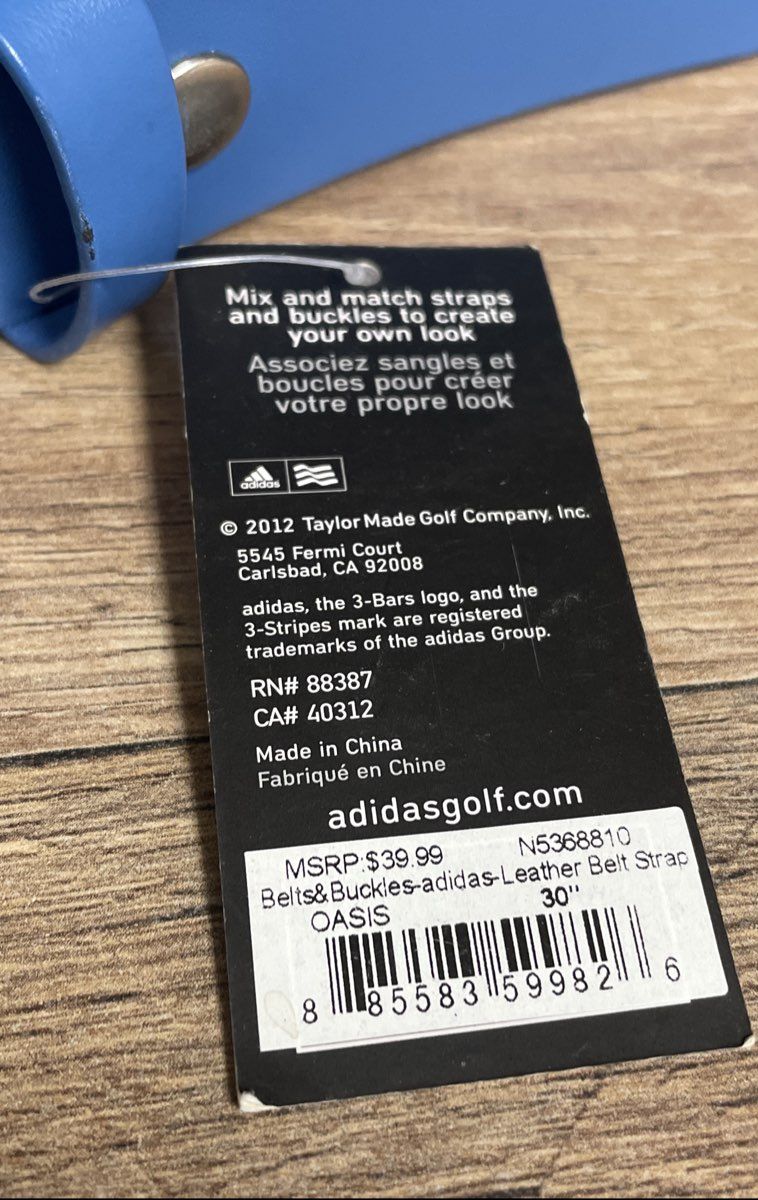 Mix and match straps
and buckles to create
your own look
Associez sangles et
boucles pour créer
votre propre look
adidas
© 2012 Taylor Made Golf Company, Inc.
5545 Fermi Court
Carlsbad, CA 92008
adidas, the 3-Bars logo, and the
3-Stripes mark are registered
trademarks of the adidas Group.
RN# 88387
CA# 40312
Made in China
Fabriqué en Chine
adidasgolf.com
MSRP:$39.99 N5368810
Belts&Buckles-adidas-Leather Belt Strap
OASIS 30"
8 85583 59982 6